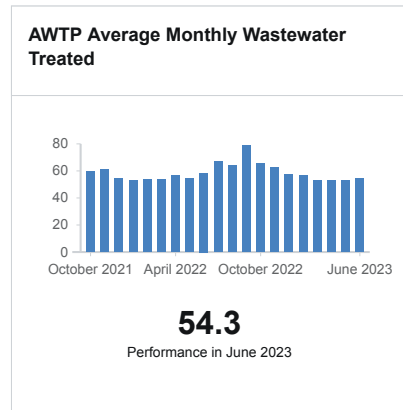 AWTP Average Monthly Wastewater
Treated
80
60
40
20
0
October 2021 April 2022 October 2022 June 2023
54.3
Performance in June 2023